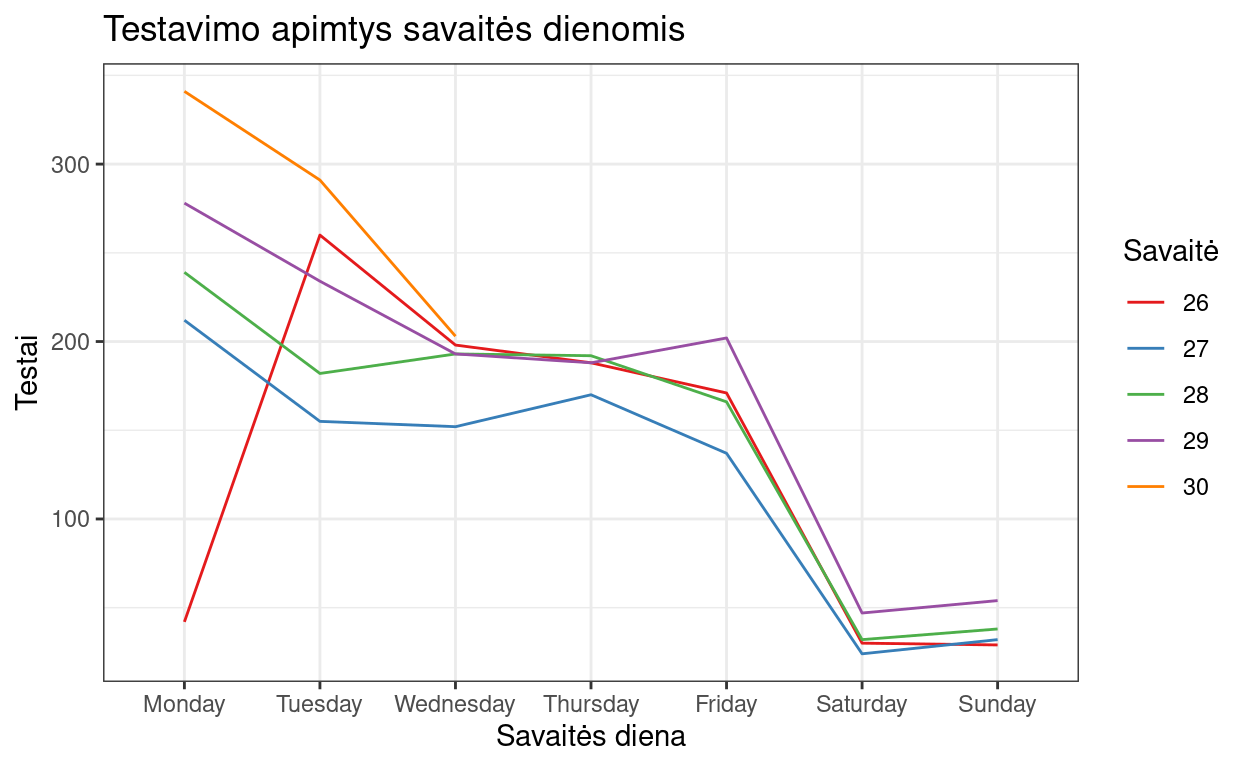 Testavimo apimtys savaitės dienomis
Testai
300
200
100
Monday Tuesday Wednesday Thursday Friday Saturday Sunday
Savaitės diena
Savaitė
26
27
28
29
30